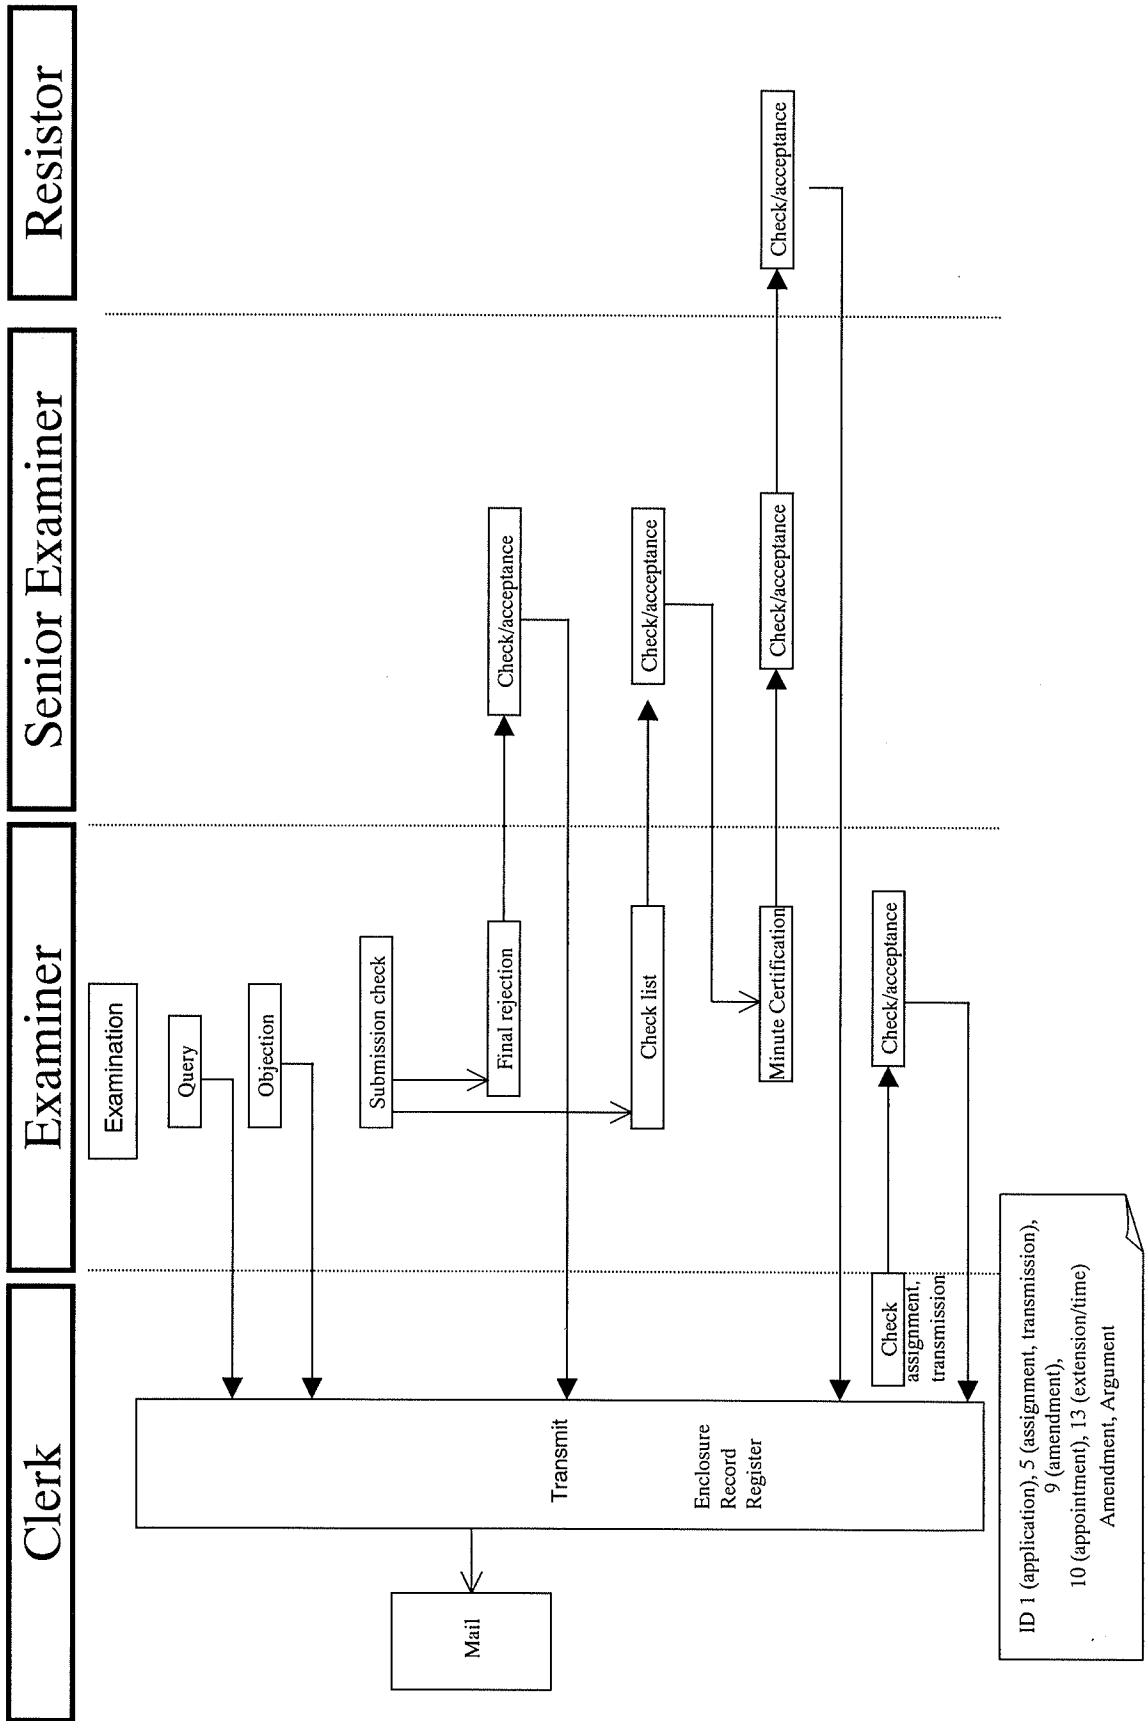 Clerk
Examiner
Senior Examiner
Resistor
Examination
Query
Objection
Submission check
Final rejection
Check/acceptance
Check list
Check/acceptance
Minute Certification
Check/acceptance
Check/acceptance
Check
assignment,
transmission
Check/acceptance
Transmit
Enclosure
Record
Register
Mail
ID 1 (application), 5 (assignment, transmission),
9 (amendment),
10 (appointment), 13 (extension/time)
Amendment, Argument